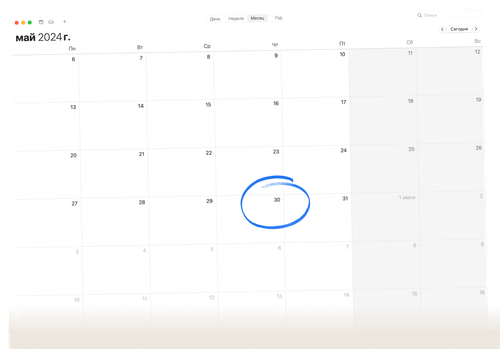 День Неделя Месяц Год
Поиск
май 2024 г.
Сегодня
Пн Вт Ср Чт Пт Сб Вс
6 7 8 9 10 11 12
13 14 15 16 17 18 19
20 21 22 23 24 25 26
27 28 29 30 31 1 июня 2
3 4 5 6 7 8 9
10 11 12 13 14 15 16